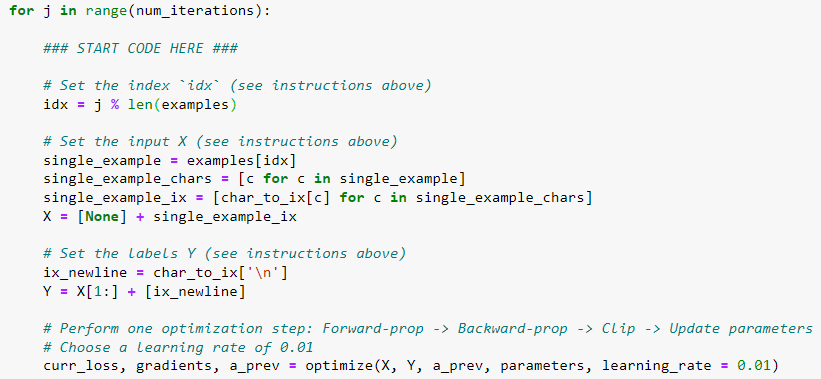 for j in range(num_iterations):
### START CODE HERE ###
# Set the index `idx` (see instructions above)
idx = j % len(examples)
# Set the input X (see instructions above)
single_example = examples[idx]
single_example_chars = [c for c in single_example]
single_example_ix = [char_to_ix[c] for c in single_example_chars]
X = [None] + single_example_ix
# Set the labels Y (see instructions above)
ix_newline = char_to_ix['\n']
Y = X[1:] + [ix_newline]
# Perform one optimization step: Forward-prop -> Backward-prop -> Clip -> Update parameters
# Choose a learning rate of 0.01
curr_loss, gradients, a_prev = optimize(X, Y, a_prev, parameters, learning_rate = 0.01)